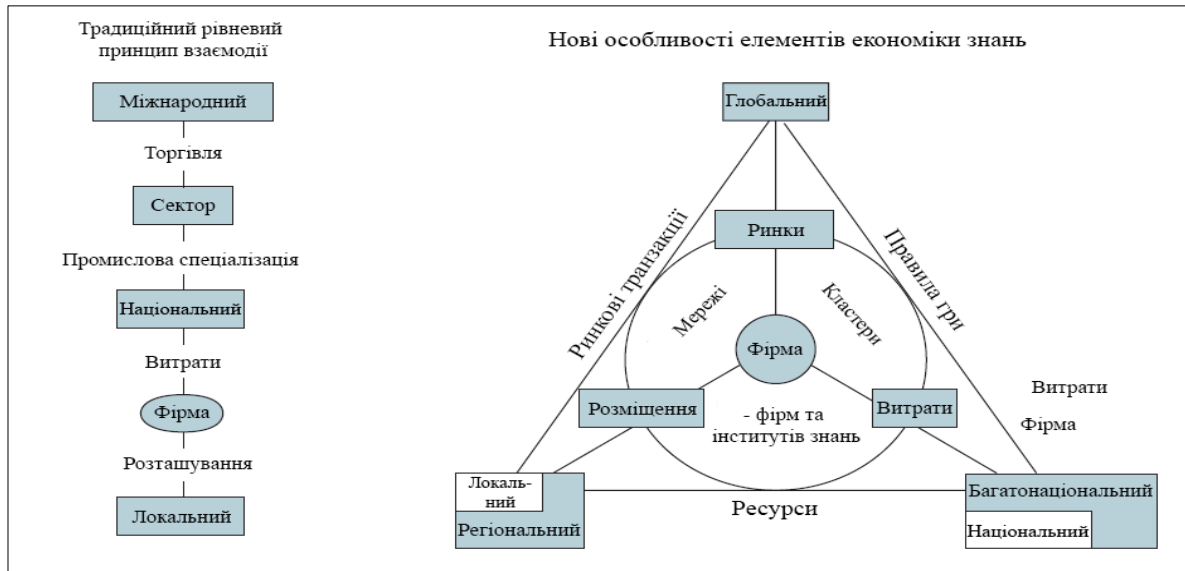 Традиційний рівневий
принцип взаємодії
Міжнародний
Торгівля
Сектор
Промислова спеціалізація
Національний
Витрати
Фірма
Розташування
Локальний
Нові особливості елементів економіки знань
Глобальний
Ринкові транзакції
Правила гри
Ринки
Мережі
Кластери
Фірма
Розміщення
Витрати
- фірм та
інститутів знань
Витрати
Фірма
Локаль-
ний
Регіональний
Ресурси
Багатонаціональний
Національний